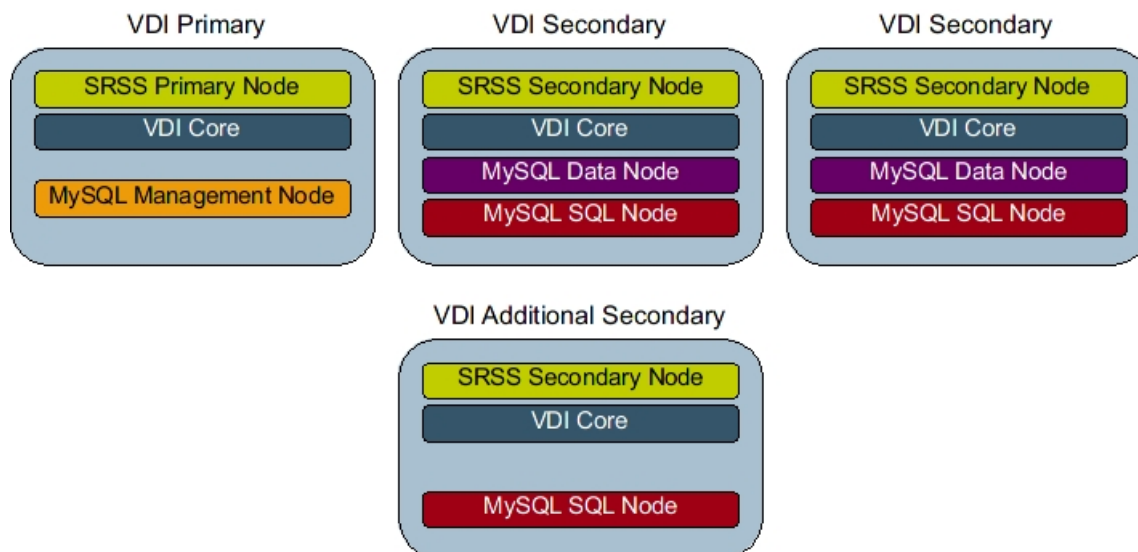 VDI Primary
SRSS Primary Node
VDI Core
MySQL Management Node
VDI Secondary
SRSS Secondary Node
VDI Core
MySQL Data Node
MySQL SQL Node
VDI Secondary
SRSS Secondary Node
VDI Core
MySQL Data Node
MySQL SQL Node
VDI Additional Secondary
SRSS Secondary Node
VDI Core
MySQL SQL Node